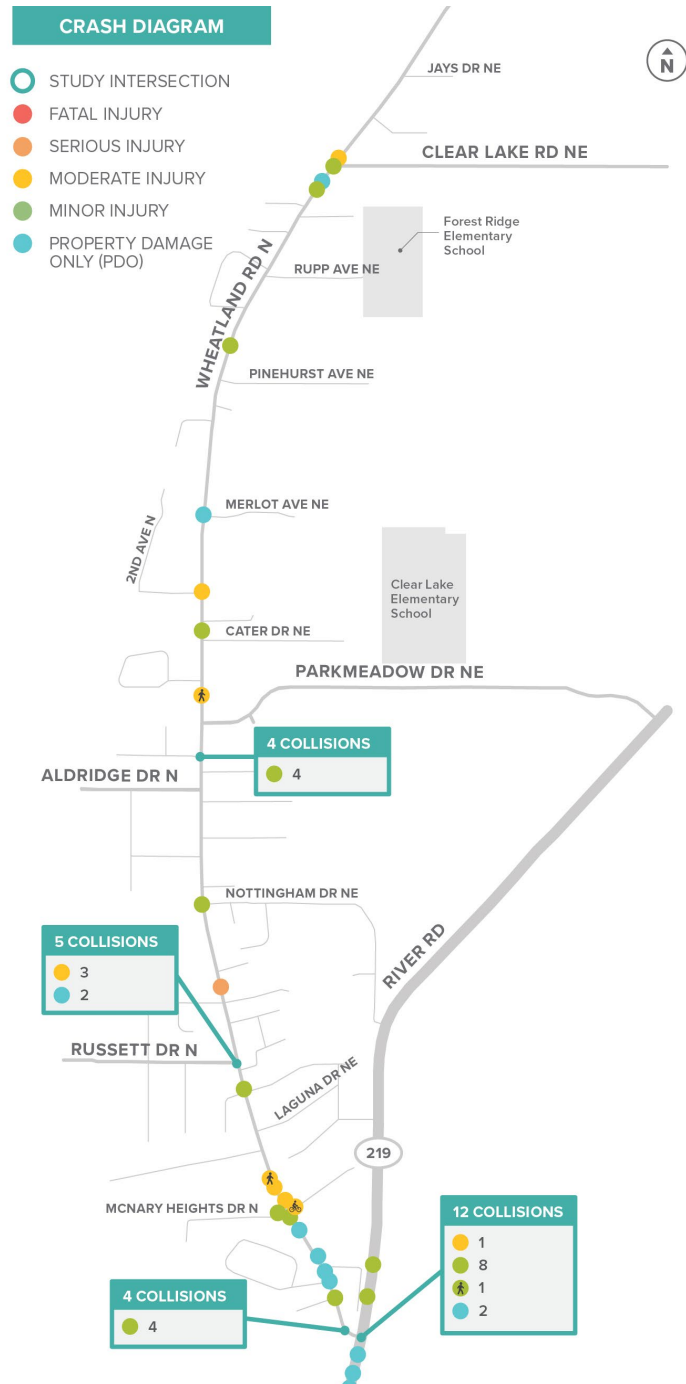 CRASH DIAGRAM
N
STUDY INTERSECTION
FATAL INJURY
SERIOUS INJURY
MODERATE INJURY
MINOR INJURY
PROPERTY DAMAGE
ONLY (PDO)
JAYS DR NE
CLEAR LAKE RD NE
Forest Ridge
Elementary
School
RUPP AVE NE
WHEATLAND RD N
PINEHURST AVE NE
MERLOT AVE NE
2ND AVE N
Clear Lake
Elementary
School
CATER DR NE
PARKMEADOW DR NE
4 COLLISIONS
4
ALDRIDGE DR N
NOTTINGHAM DR NE
5 COLLISIONS
3
2
RIVER RD
RUSSETT DR N
LAGUNA DR NE
219
MCNARY HEIGHTS DR N
12 COLLISIONS
1
8
1
2
4 COLLISIONS
4